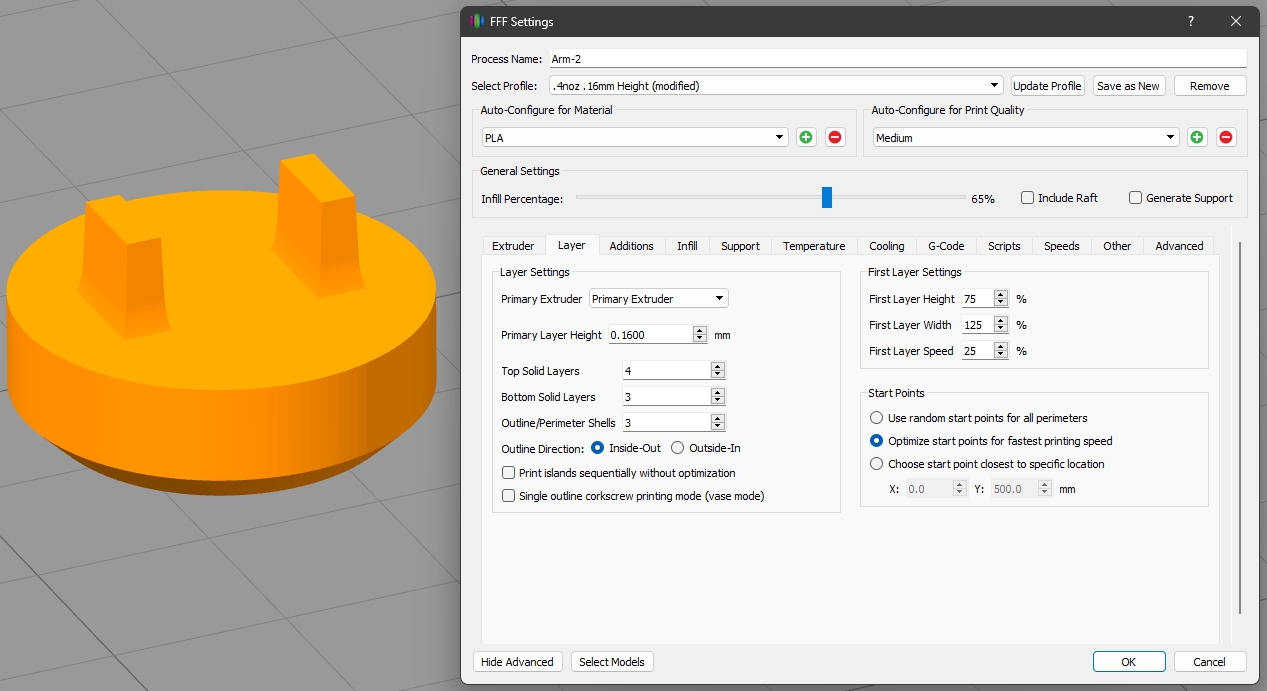 FFF Settings
?
Process Name: Arm-2
Select Profile: .4noz .16mm Height (modified) Update Profile Save as New Remove
Auto-Configure for Material
PLA
Auto-Configure for Print Quality
Medium
General Settings
Infill Percentage: 65% Include Raft Generate Support
Extruder Layer Additions Infill Support Temperature Cooling G-Code Scripts Speeds Other Advanced
Layer Settings
Primary Extruder Primary Extruder
Primary Layer Height 0.1600 mm
Top Solid Layers 4
Bottom Solid Layers 3
Outline/Perimeter Shells 3
Outline Direction: Inside-Out Outside-In
Print islands sequentially without optimization
Single outline corkscrew printing mode (vase mode)
First Layer Settings
First Layer Height 75 %
First Layer Width 125 %
First Layer Speed 25 %
Start Points
Use random start points for all perimeters
Optimize start points for fastest printing speed
Choose start point closest to specific location
X: 0.0 Y: 500.0 mm
Hide Advanced Select Models OK Cancel